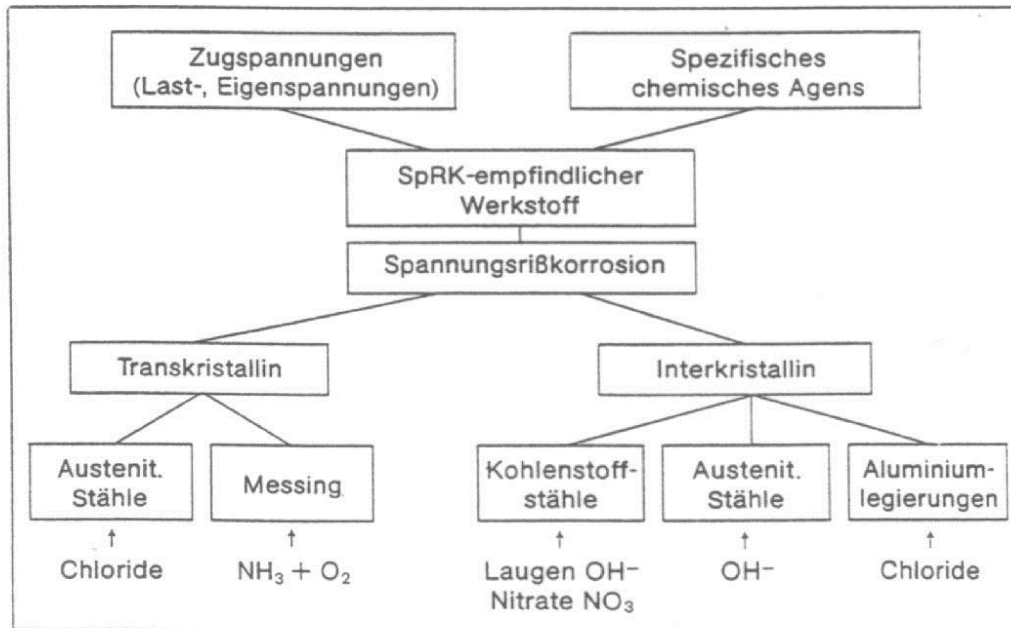 Zugspannungen
(Last-, Eigenspannungen)
Spezifisches
chemisches Agens
SpRK-empfindlicher
Werkstoff
Spannungsrißkorrosion
Transkristallin
Interkristallin
Austenit.
Stähle
Messing
Kohlenstoff-
stähle
Austenit.
Stähle
Aluminium-
legierungen
Chloride
NH₃ + O₂
Laugen OH⁻
Nitrate NO₃
OH⁻
Chloride